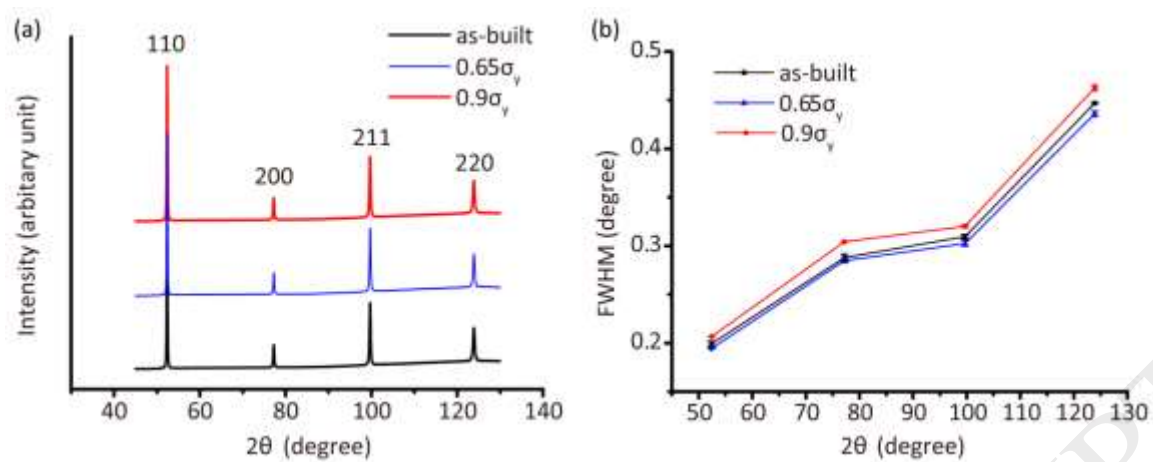 (a)
as-built
0.65σy
0.9σy
110
200
211
220
Intensity (arbitary unit)
40 60 80 100 120 140
2θ (degree)
(b)
as-built
0.65σy
0.9σy
0.5
0.4
0.3
0.2
FWHM (degree)
50 60 70 80 90 100 110 120 130
2θ (degree)